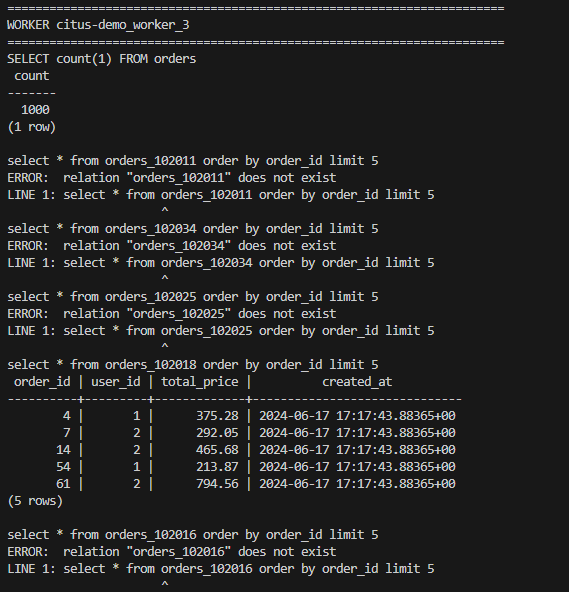 ======================================================================
WORKER citus-demo_worker_3
======================================================================
SELECT count(1) FROM orders
 count
-------
  1000
(1 row)

select * from orders_102011 order by order_id limit 5
ERROR:  relation "orders_102011" does not exist
LINE 1: select * from orders_102011 order by order_id limit 5
                      ^
select * from orders_102034 order by order_id limit 5
ERROR:  relation "orders_102034" does not exist
LINE 1: select * from orders_102034 order by order_id limit 5
                      ^
select * from orders_102025 order by order_id limit 5
ERROR:  relation "orders_102025" does not exist
LINE 1: select * from orders_102025 order by order_id limit 5
                      ^
select * from orders_102018 order by order_id limit 5
 order_id | user_id | total_price |          created_at
----------+---------+-------------+------------------------------
        4 |       1 |      375.28 | 2024-06-17 17:17:43.88365+00
        7 |       2 |      292.05 | 2024-06-17 17:17:43.88365+00
       14 |       2 |      465.68 | 2024-06-17 17:17:43.88365+00
       54 |       1 |      213.87 | 2024-06-17 17:17:43.88365+00
       61 |       2 |      794.56 | 2024-06-17 17:17:43.88365+00
(5 rows)

select * from orders_102016 order by order_id limit 5
ERROR:  relation "orders_102016" does not exist
LINE 1: select * from orders_102016 order by order_id limit 5
                      ^